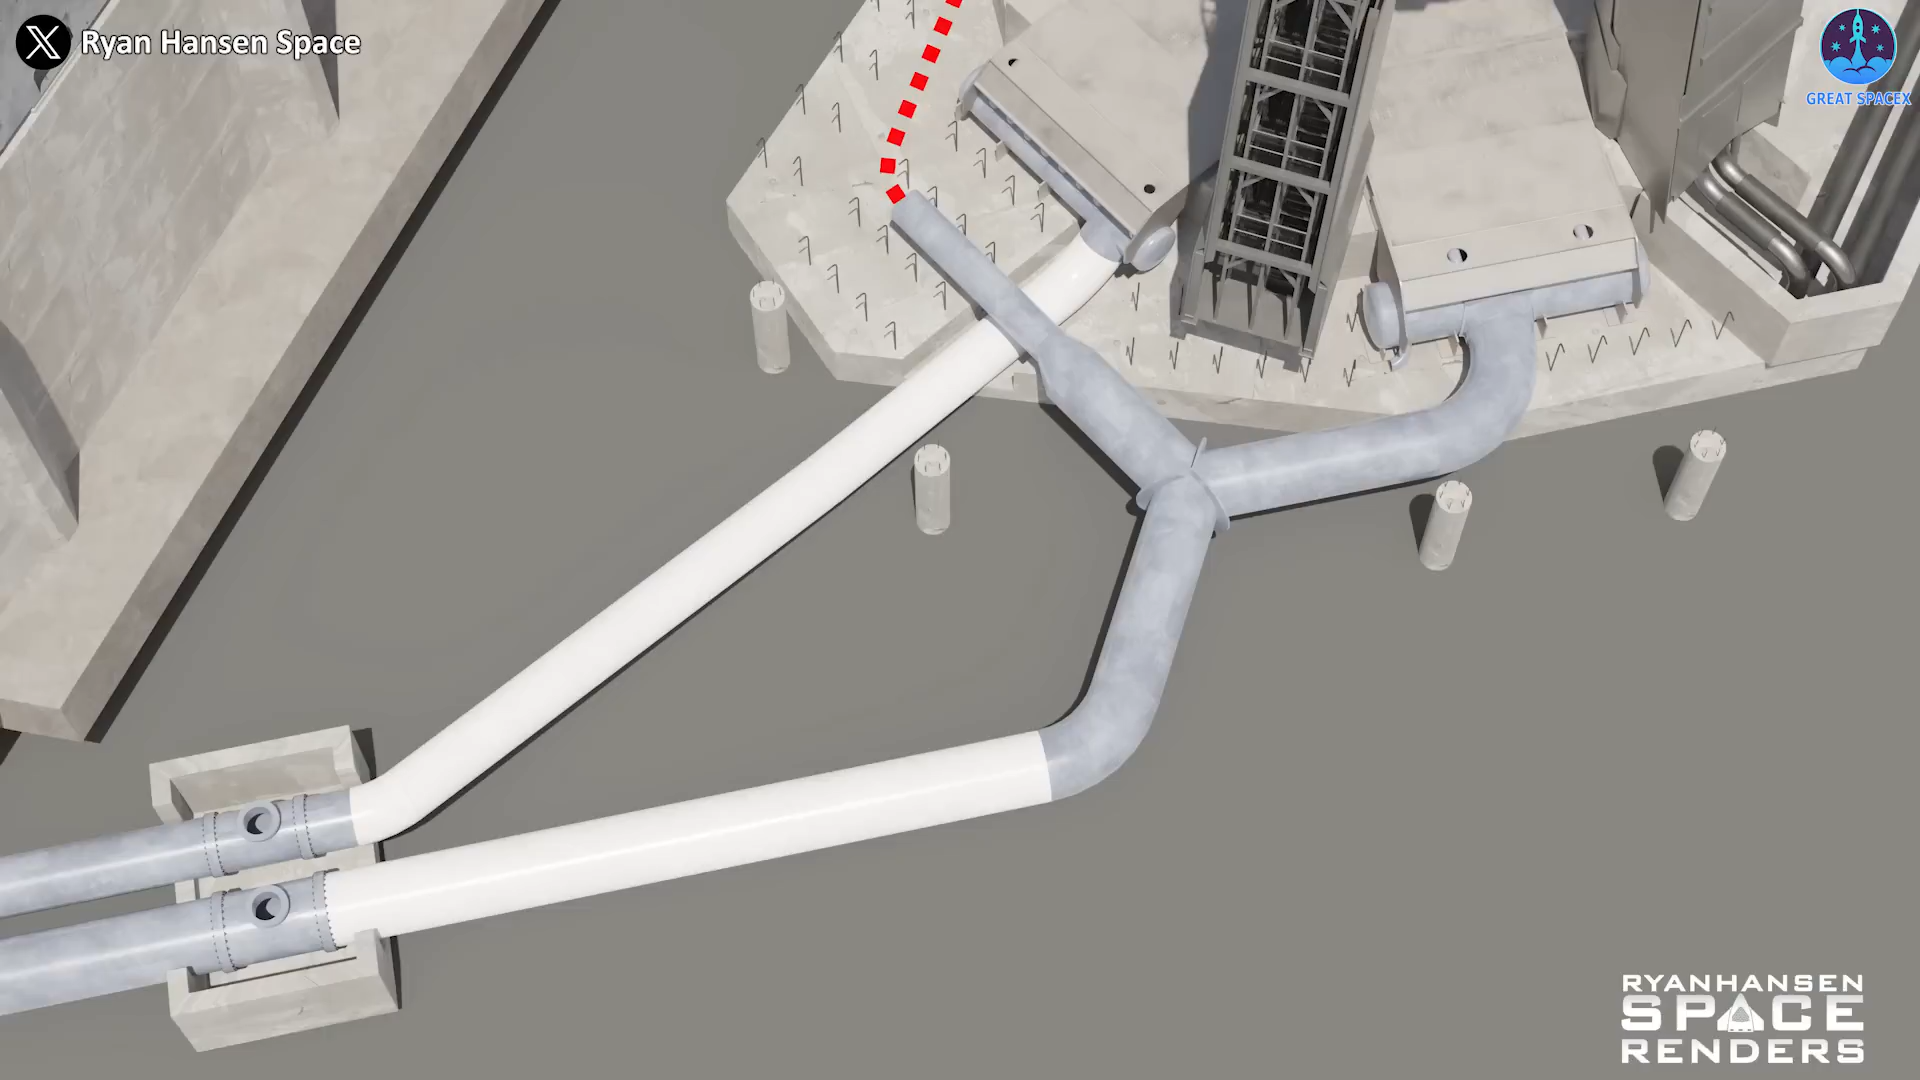 Ryan Hansen Space
GREAT SPACEX
RYANHANSEN
SPACE
RENDERS